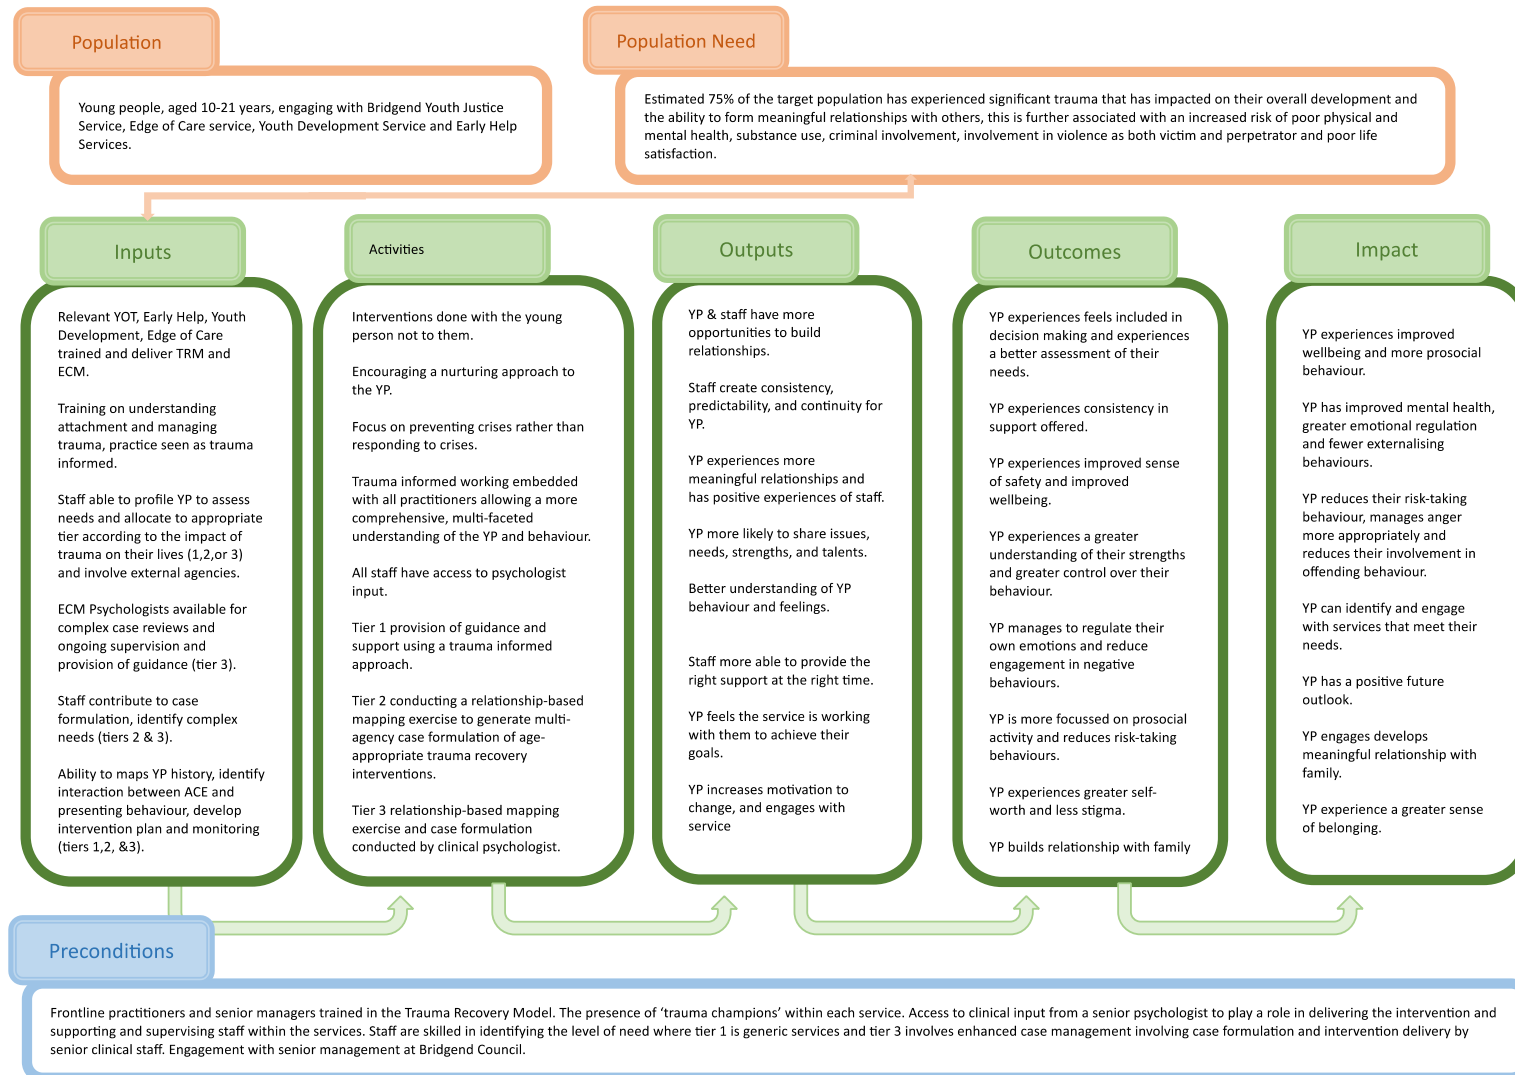 Population
Young people, aged 10-21 years, engaging with Bridgend Youth Justice
Service, Edge of Care service, Youth Development Service and Early Help
Services.
Population Need
Estimated 75% of the target population has experienced significant trauma that has impacted on their overall development and
the ability to form meaningful relationships with others, this is further associated with an increased risk of poor physical and
mental health, substance use, criminal involvement, involvement in violence as both victim and perpetrator and poor life
satisfaction.
Inputs
Relevant YOT, Early Help, Youth
Development, Edge of Care
trained and deliver TRM and
ECM.
Training on understanding
attachment and managing
trauma, practice seen as trauma
informed.
Staff able to profile YP to assess
needs and allocate to appropriate
tier according to the impact of
trauma on their lives (1,2,or 3)
and involve external agencies.
ECM Psychologists available for
complex case reviews and
ongoing supervision and
provision of guidance (tier 3).
Staff contribute to case
formulation, identify complex
needs (tiers 2 & 3).
Ability to maps YP history, identify
interaction between ACE and
presenting behaviour, develop
intervention plan and monitoring
(tiers 1,2, &3).
Activities
Interventions done with the young
person not to them.
Encouraging a nurturing approach to
the YP.
Focus on preventing crises rather than
responding to crises.
Trauma informed working embedded
with all practitioners allowing a more
comprehensive, multi-faceted
understanding of the YP and behaviour.
All staff have access to psychologist
input.
Tier 1 provision of guidance and
support using a trauma informed
approach.
Tier 2 conducting a relationship-based
mapping exercise to generate multi-
agency case formulation of age-
appropriate trauma recovery
interventions.
Tier 3 relationship-based mapping
exercise and case formulation
conducted by clinical psychologist.
Outputs
YP & staff have more
opportunities to build
relationships.
Staff create consistency,
predictability, and continuity for
YP.
YP experiences more
meaningful relationships and
has positive experiences of staff.
YP more likely to share issues,
needs, strengths, and talents.
Better understanding of YP
behaviour and feelings.
Staff more able to provide the
right support at the right time.
YP feels the service is working
with them to achieve their
goals.
YP increases motivation to
change, and engages with
service
Outcomes
YP experiences feels included in
decision making and experiences
a better assessment of their
needs.
YP experiences consistency in
support offered.
YP experiences improved sense
of safety and improved
wellbeing.
YP experiences a greater
understanding of their strengths
and greater control over their
behaviour.
YP manages to regulate their
own emotions and reduce
engagement in negative
behaviours.
YP is more focussed on prosocial
activity and reduces risk-taking
behaviours.
YP experiences greater self-
worth and less stigma.
YP builds relationship with family
Impact
YP experiences improved
wellbeing and more prosocial
behaviour.
YP has improved mental health,
greater emotional regulation
and fewer externalising
behaviours.
YP reduces their risk-taking
behaviour, manages anger
more appropriately and
reduces their involvement in
offending behaviour.
YP can identify and engage
with services that meet their
needs.
YP has a positive future
outlook.
YP engages develops
meaningful relationship with
family.
YP experience a greater sense
of belonging.
Preconditions
Frontline practitioners and senior managers trained in the Trauma Recovery Model. The presence of ‘trauma champions’ within each service. Access to clinical input from a senior psychologist to play a role in delivering the intervention and
supporting and supervising staff within the services. Staff are skilled in identifying the level of need where tier 1 is generic services and tier 3 involves enhanced case management involving case formulation and intervention delivery by
senior clinical staff. Engagement with senior management at Bridgend Council.